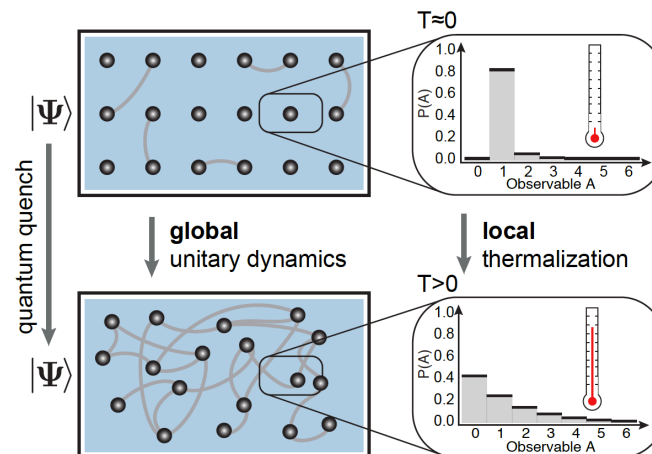 T≈0
1.0
0.8
0.6
0.4
0.2
0.0
P(A)
0 1 2 3 4 5 6
Observable A
|Ψ⟩
quantum quench
global
unitary dynamics
local
thermalization
T>0
|Ψ⟩
1.0
0.8
0.6
0.4
0.2
0.0
P(A)
0 1 2 3 4 5 6
Observable A